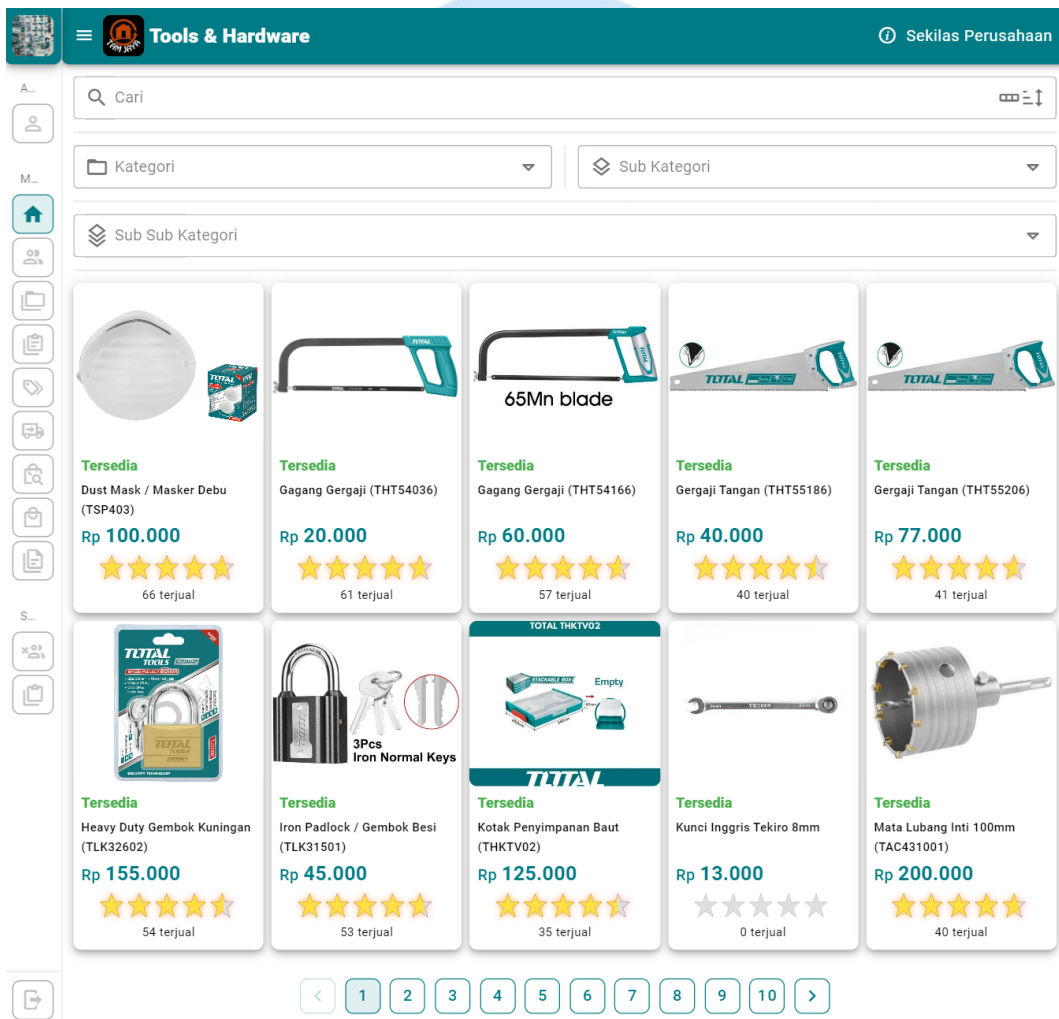 Tools & Hardware
Sekilas Perusahaan
A...
Cari
Kategori
Sub Kategori
M...
Sub Sub Kategori
TOTAL
TOTAL
TOTAL
65Mn blade
TOTAL
TOTAL
Tersedia
Tersedia
Tersedia
Tersedia
Tersedia
Dust Mask / Masker Debu
(TSP403)
Gagang Gergaji (THT54036)
Gagang Gergaji (THT54166)
Gergaji Tangan (THT55186)
Gergaji Tangan (THT55206)
Rp 100.000
Rp 20.000
Rp 60.000
Rp 40.000
Rp 77.000
66 terjual
61 terjual
57 terjual
40 terjual
41 terjual
S...
TOTAL
TOOLS
TOTAL
3Pcs
Iron Normal Keys
TOTAL THKTV02
STACKABLE BOX
Empty
TOTAL
Tersedia
Tersedia
Tersedia
Tersedia
Tersedia
Heavy Duty Gembok Kuningan
(TLK32602)
Iron Padlock / Gembok Besi
(TLK31501)
Kotak Penyimpanan Baut
(THKTV02)
Kunci Inggris Tekiro 8mm
Mata Lubang Inti 100mm
(TAC431001)
Rp 155.000
Rp 45.000
Rp 125.000
Rp 13.000
Rp 200.000
54 terjual
53 terjual
35 terjual
0 terjual
40 terjual
1 2 3 4 5 6 7 8 9 10